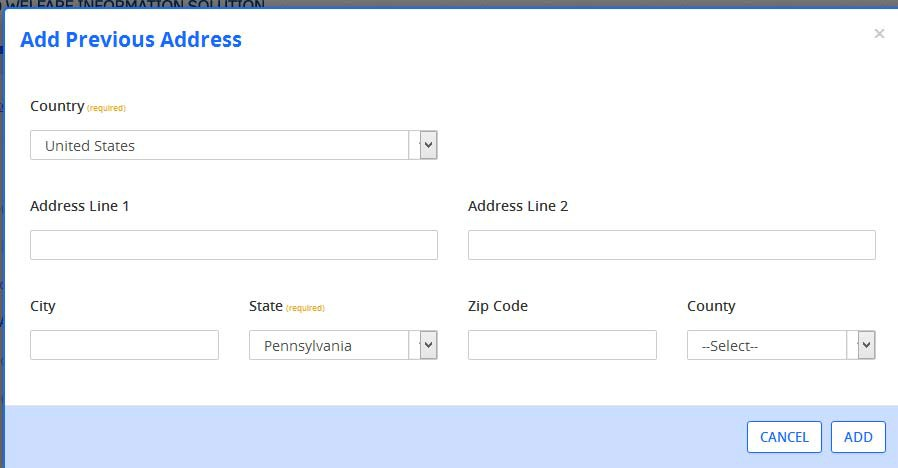 WELFARE INFORMATION SOLUTION
Add Previous Address ×
Country (required)
United States
Address Line 1 Address Line 2
City State (required) Zip Code County
Pennsylvania --Select--
CANCEL ADD